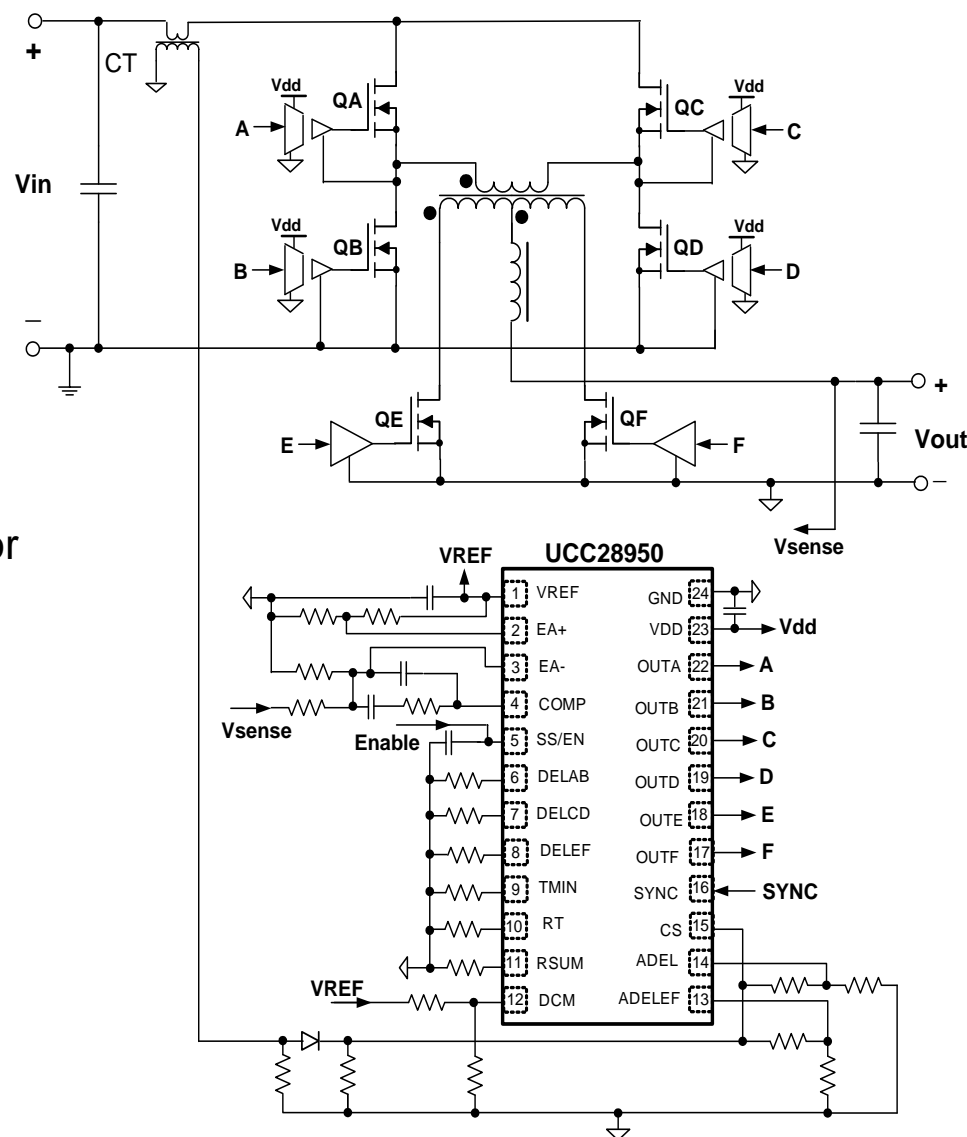 +
CT
Vdd
QA
A
Vdd
QC
C
Vin
Vdd
QB
B
Vdd
QD
D
_
QE
E
QF
F
+
Vout
_
Vsense
or
UCC28950
VREF
1 VREF
2 EA+
3 EA-
4 COMP
5 SS/EN
6 DELAB
7 DELCD
8 DELEF
9 TMIN
10 RT
11 RSUM
12 DCM
Vsense
Enable
VREF
GND 24
VDD 23 Vdd
OUTA 22 A
OUTB 21 B
OUTC 20 C
OUTD 19 D
OUTE 18 E
OUTF 17 F
SYNC 16 SYNC
CS 15
ADEL 14
ADELEF 13